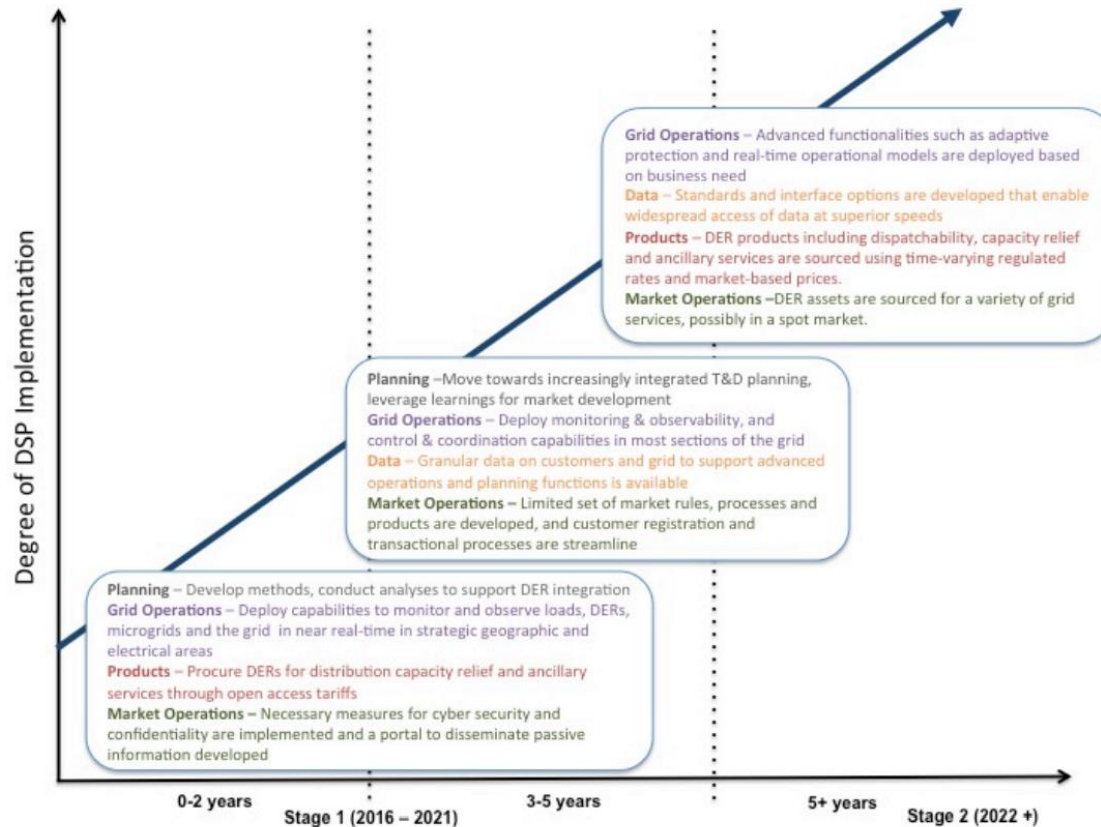 Degree of DSP Implementation
Grid Operations – Advanced functionalities such as adaptive
protection and real-time operational models are deployed based
on business need
Data – Standards and interface options are developed that enable
widespread access of data at superior speeds
Products – DER products including dispatchability, capacity relief
and ancillary services are sourced using time-varying regulated
rates and market-based prices.
Market Operations –DER assets are sourced for a variety of grid
services, possibly in a spot market.
Planning –Move towards increasingly integrated T&D planning,
leverage learnings for market development
Grid Operations – Deploy monitoring & observability, and
control & coordination capabilities in most sections of the grid
Data – Granular data on customers and grid to support advanced
operations and planning functions is available
Market Operations – Limited set of market rules, processes and
products are developed, and customer registration and
transactional processes are streamline
Planning – Develop methods, conduct analyses to support DER integration
Grid Operations – Deploy capabilities to monitor and observe loads, DERs,
microgrids and the grid in near real-time in strategic geographic and
electrical areas
Products – Procure DERs for distribution capacity relief and ancillary
services through open access tariffs
Market Operations – Necessary measures for cyber security and
confidentiality are implemented and a portal to disseminate passive
information developed
0-2 years
3-5 years
5+ years
Stage 1 (2016 – 2021)
Stage 2 (2022 +)